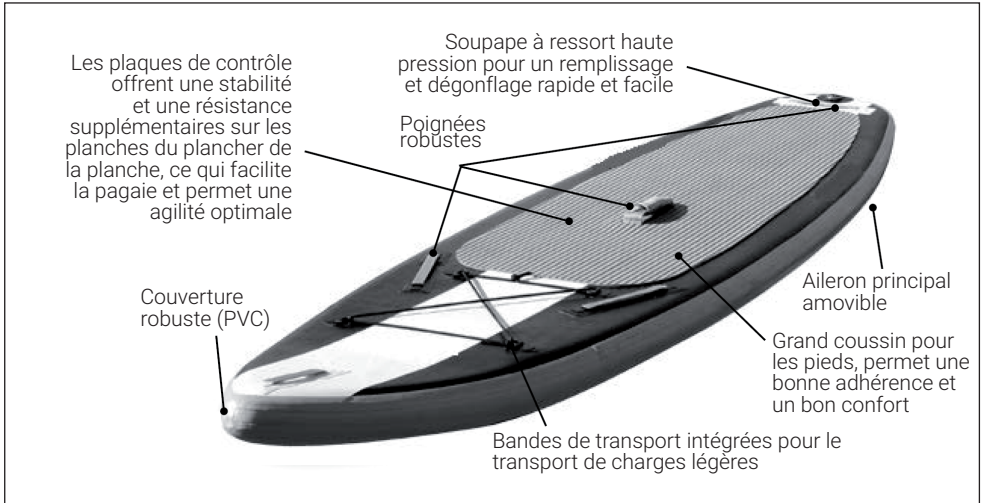 Les plaques de contrôle
offrent une stabilité
et une résistance
supplémentaires sur les
planches du plancher de
la planche, ce qui facilite
la pagaie et permet une
agilité optimale
Soupape à ressort haute
pression pour un remplissage
et dégonflage rapide et facile
Poignées
robustes
Couverture
robuste (PVC)
Aileron principal
amovible
Grand coussin pour
les pieds, permet une
bonne adhérence et
un bon confort
Bandes de transport intégrées pour le
transport de charges légères